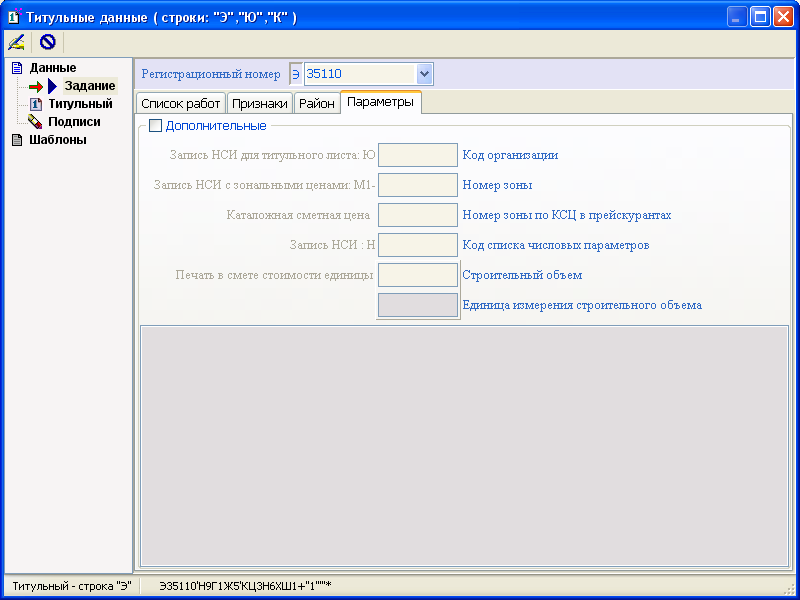 Титульные данные ( строки: "Э","Ю","К" )
Данные
Задание
Титульный
Подписи
Шаблоны
Регистрационный номер Э 35110
Список работ Признаки Район Параметры
Дополнительные
Запись НСИ для титульного листа: Ю Код организации
Запись НСИ с зональными ценами: М1- Номер зоны
Каталожная сметная цена Номер зоны по КСЦ в прейскурантах
Запись НСИ : Н Код списка числовых параметров
Печать в смете стоимости единицы Строительный объем
Единица измерения строительного объема
Титульный - строка "Э" Э35110'Н9Г1Ж5'КЦ3Н6ХШ1+"1"'"*